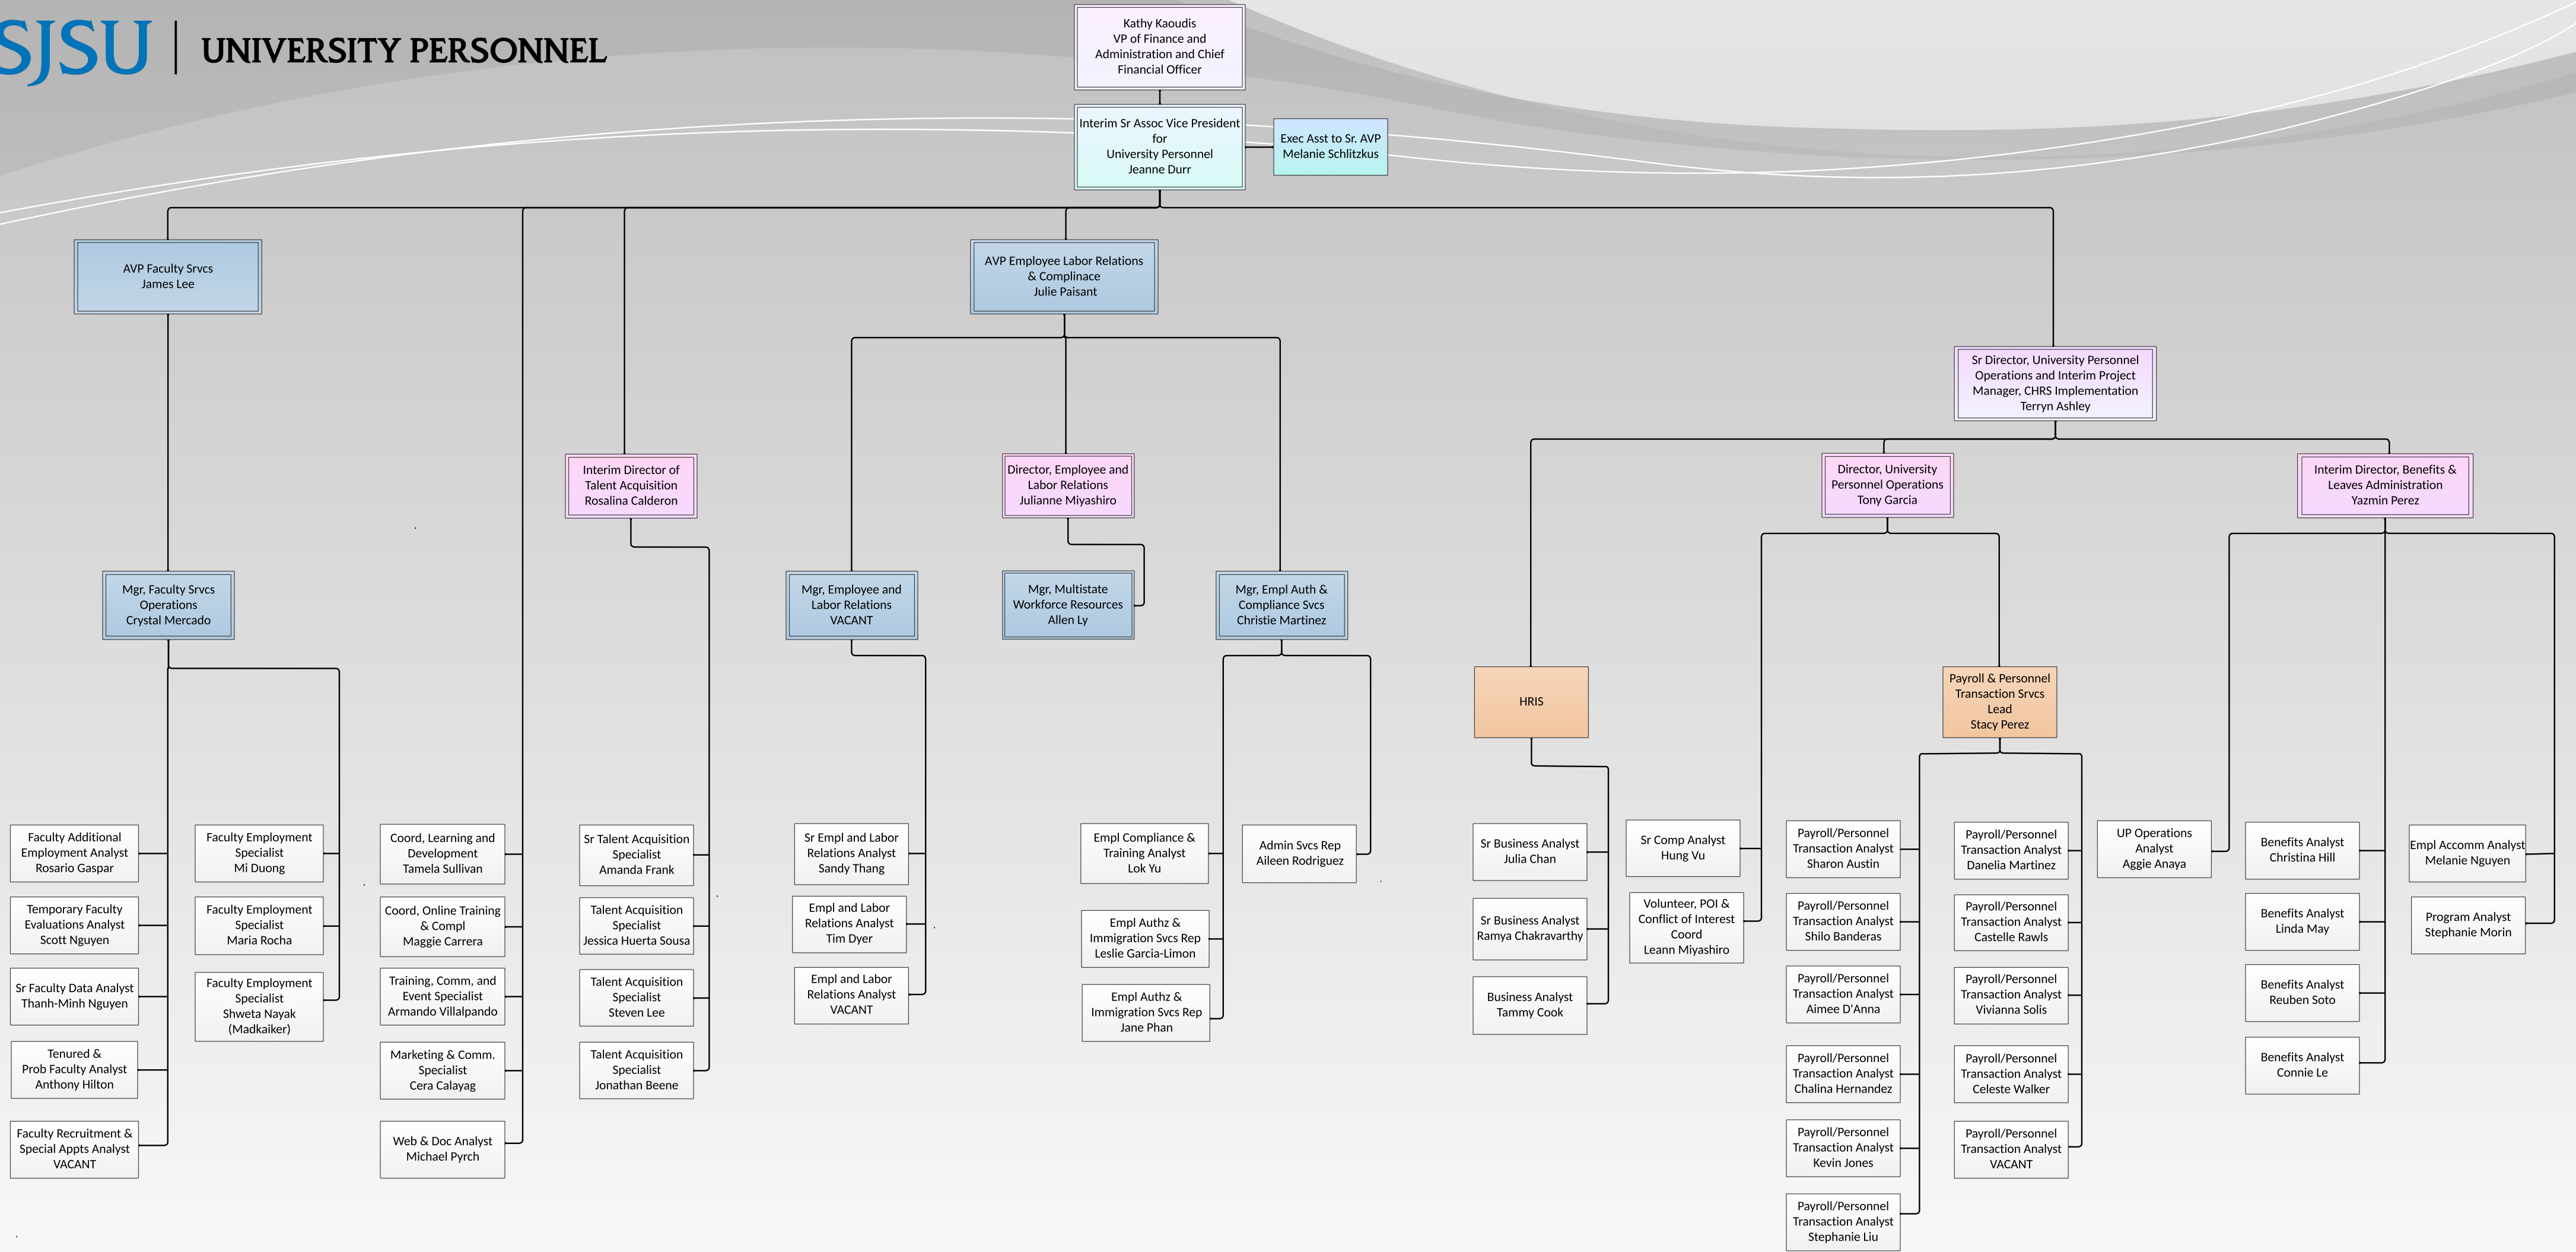 SJSU
UNIVERSITY PERSONNEL
Kathy Kaoudis
VP of Finance and
Administration and Chief
Financial Officer
Interim Sr Assoc Vice President
for
University Personnel
Jeanne Durr
Exec Asst to Sr. AVP
Melanie Schlitzkus
AVP Faculty Srvcs
James Lee
AVP Employee Labor Relations
& Complinace
Julie Paisant
Sr Director, University Personnel
Operations and Interim Project
Manager, CHRS Implementation
Terryn Ashley
Interim Director of
Talent Acquisition
Rosalina Calderon
Director, Employee and
Labor Relations
Julianne Miyashiro
Director, University
Personnel Operations
Tony Garcia
Interim Director, Benefits &
Leaves Administration
Yazmin Perez
Mgr, Faculty Srvcs
Operations
Crystal Mercado
Mgr, Employee and
Labor Relations
VACANT
Mgr, Multistate
Workforce Resources
Allen Ly
Mgr, Empl Auth &
Compliance Svcs
Christie Martinez
HRIS
Payroll & Personnel
Transaction Srvcs
Lead
Stacy Perez
Faculty Additional
Employment Analyst
Rosario Gaspar
Temporary Faculty
Evaluations Analyst
Scott Nguyen
Sr Faculty Data Analyst
Thanh-Minh Nguyen
Tenured &
Prob Faculty Analyst
Anthony Hilton
Faculty Recruitment &
Special Appts Analyst
VACANT
Faculty Employment
Specialist
Mi Duong
Faculty Employment
Specialist
Maria Rocha
Faculty Employment
Specialist
Shweta Nayak
(Madkaiker)
Coord, Learning and
Development
Tamela Sullivan
Coord, Online Training
& Compl
Maggie Carrera
Training, Comm, and
Event Specialist
Armando Villalpando
Marketing & Comm.
Specialist
Cera Calayag
Web & Doc Analyst
Michael Pyrch
Sr Talent Acquisition
Specialist
Amanda Frank
Talent Acquisition
Specialist
Jessica Huerta Sousa
Talent Acquisition
Specialist
Steven Lee
Talent Acquisition
Specialist
Jonathan Beene
Sr Empl and Labor
Relations Analyst
Sandy Thang
Empl and Labor
Relations Analyst
Tim Dyer
Empl and Labor
Relations Analyst
VACANT
Empl Compliance &
Training Analyst
Lok Yu
Empl Authz &
Immigration Svcs Rep
Leslie Garcia-Limon
Empl Authz &
Immigration Svcs Rep
Jane Phan
Admin Svcs Rep
Aileen Rodriguez
Sr Business Analyst
Julia Chan
Sr Business Analyst
Ramya Chakravarthy
Business Analyst
Tammy Cook
Sr Comp Analyst
Hung Vu
Volunteer, POI &
Conflict of Interest
Coord
Leann Miyashiro
Payroll/Personnel
Transaction Analyst
Sharon Austin
Payroll/Personnel
Transaction Analyst
Shilo Banderas
Payroll/Personnel
Transaction Analyst
Aimee D'Anna
Payroll/Personnel
Transaction Analyst
Chalina Hernandez
Payroll/Personnel
Transaction Analyst
Kevin Jones
Payroll/Personnel
Transaction Analyst
Stephanie Liu
Payroll/Personnel
Transaction Analyst
Danelia Martinez
Payroll/Personnel
Transaction Analyst
Castelle Rawls
Payroll/Personnel
Transaction Analyst
Vivianna Solis
Payroll/Personnel
Transaction Analyst
Celeste Walker
Payroll/Personnel
Transaction Analyst
VACANT
UP Operations
Analyst
Aggie Anaya
Benefits Analyst
Christina Hill
Benefits Analyst
Linda May
Benefits Analyst
Reuben Soto
Benefits Analyst
Connie Le
Empl Accomm Analyst
Melanie Nguyen
Program Analyst
Stephanie Morin